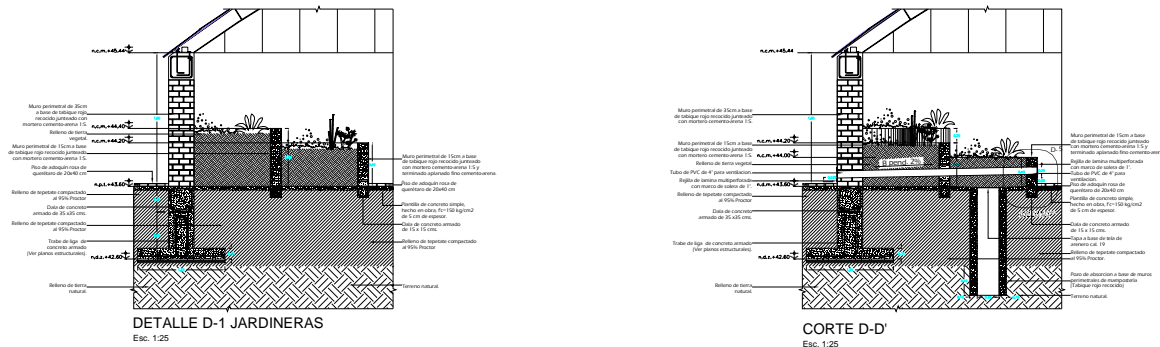 n.c.m.+45.44
Muro perimetral de 35cm
a base de tabique rojo
recocido junteado con
mortero cemento-arena 1:5.
n.c.m.+44.40
Relleno de tierra
vegetal.
n.c.m.+44.20
Muro perimetral de 15cm a base
de tabique rojo recocido junteado
con mortero cemento-arena 1:5.
Piso de adoquin rosa de
querétaro de 20x40 cm
n.p.t.+43.60
Relleno de tepetate compactado
al 95% Proctor
Dala de concreto
armado de 35 x35 cms.
Relleno de tepetate compactado
al 95% Proctor
Trabe de liga de
concreto armado
(Ver planos estructurales).
n.d.z.+42.60
Relleno de tierra
natural.
Muro perimetral de 15cm a base
de tabique rojo recocido junteado
con mortero cemento-arena 1:5 y
terminado aplanado fino cemento-arena
Piso de adoquin rosa
de queretaro de 20x40 cm
Plantilla de concreto simple,
hecho en obra, f'c=150 kg/cm2
de 5 cm de espesor.
Dala de concreto armado de
15 x 15 cms.
Relleno de tepetate compactado
al 95% Proctor
Terreno natural.
DETALLE D-1 JARDINERAS
Esc. 1:25
n.c.m.+45.44
Muro perimetral de 35cm a base
de tabique rojo recocido junteado
con mortero cemento-arena 1:5.
n.c.m.+44.20
Muro perimetral de 15cm a base
de tabique rojo recocido junteado
con mortero cemento-arena 1:5.
n.c.m.+44.00
Relleno de tierra vegetal
Tubo de PVC de 4" para ventilacion.
Rejilla de lamina multiperforada
con marco de solera de 1".
n.d.+43.60
Relleno de tepetate compactado
al 95% Proctor
Dala de concreto
armado de 35 x35 cms.
Trabe de liga de concreto armado
(Ver planos estructurales).
n.d.z.+42.60
Relleno de tierra
natural.
B pend. 2%
Muro perimetral de 15cm a base de
tabique rojo recocido junteado
con mortero cemento-arena 1:5 y
terminado aplanado fino cemento-arena
Rejilla de lamina multiperforada
con marco de solera de 1".
Tubo de PVC de 4" para
ventilacion.
Piso de adoquin rosa de
querétaro de 20x40 cm
Plantilla de concreto simple,
hecho en obra, f'c=150 kg/cm2
de 5 cm de espesor.
Dala de concreto armado de
15 x 15 cms.
Tapa a base de tela de
arenero cal. 19
Relleno de tepetate compactado
al 95% Proctor.
Pozo de absorcion a base de muros
perimetrales de mamposteria
(Tabique rojo recocido)
Terreno natural.
CORTE D-D'
Esc. 1:25